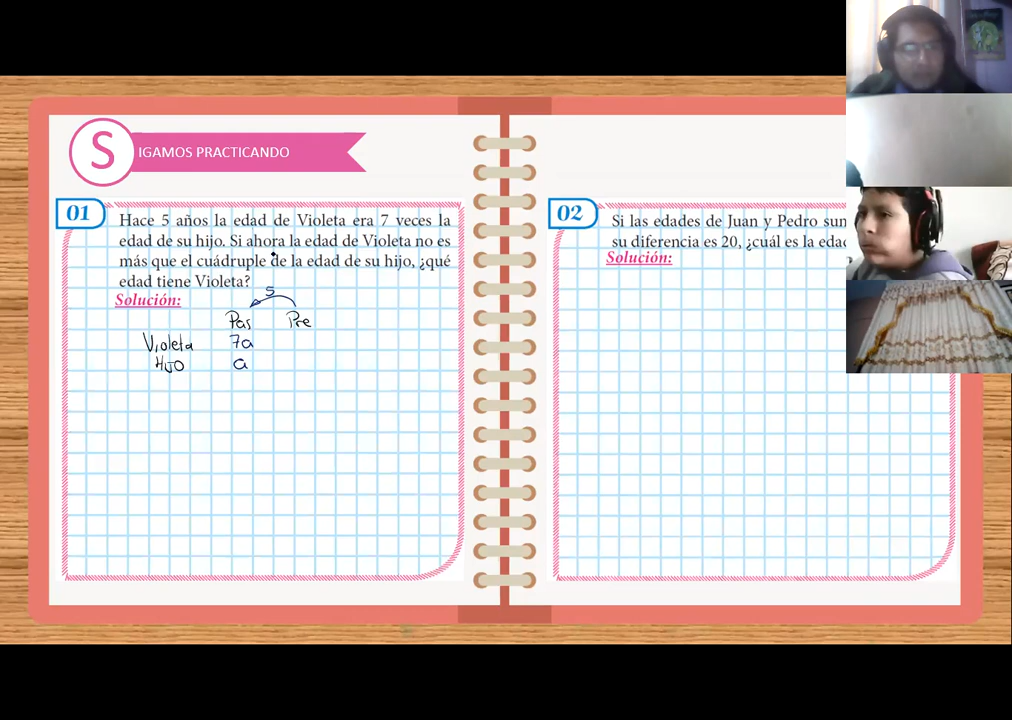 S
IGAMOS PRACTICANDO
01
Hace 5 años la edad de Violeta era 7 veces la
edad de su hijo. Si ahora la edad de Violeta no es
más que el cuádruple de la edad de su hijo, ¿qué
edad tiene Violeta?
Solución:
5
Pas Pre
Violeta 7a
HIJO a
02
Si las edades de Juan y Pedro sum
su diferencia es 20, ¿cuál es la edad
Solución: